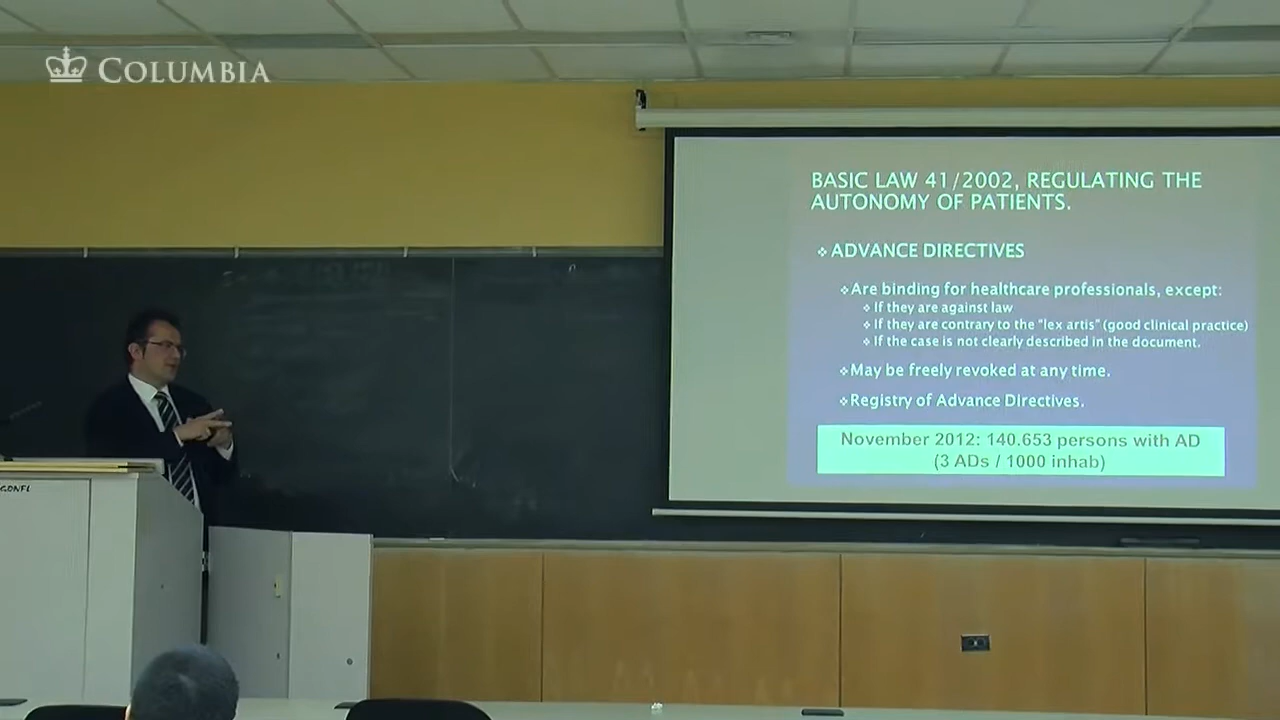 COLUMBIA
BASIC LAW 41/2002, REGULATING THE
AUTONOMY OF PATIENTS.
ADVANCE DIRECTIVES
Are binding for healthcare professionals, except:
If they are against law
If they are contrary to the "lex artis" (good clinical practice)
If the case is not clearly described in the document.
May be freely revoked at any time.
Registry of Advance Directives.
November 2012: 140.653 persons with AD
(3 ADs / 1000 inhab)